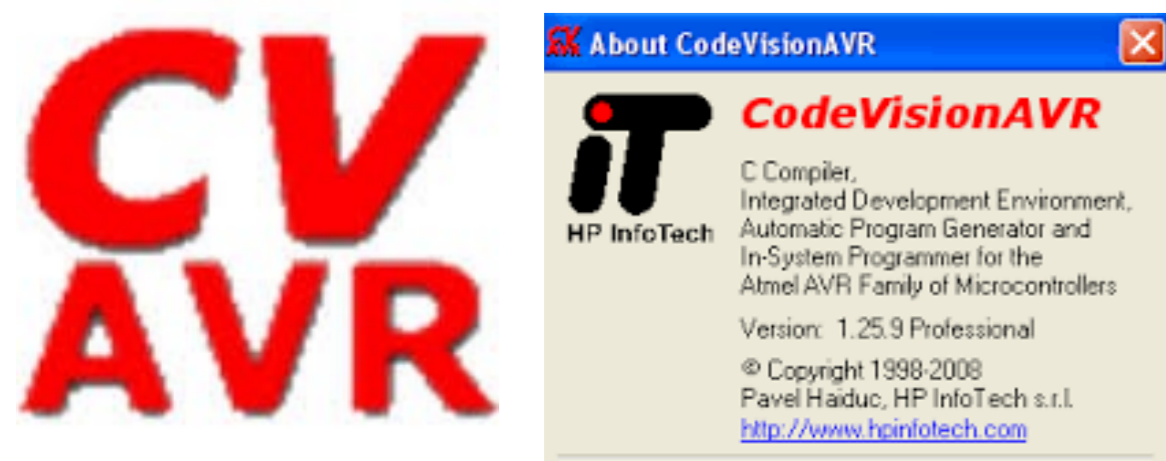 CV
AVR
About CodeVisionAVR
iT
HP InfoTech
CodeVisionAVR
C Compiler,
Integrated Development Environment,
Automatic Program Generator and
In-System Programmer for the
Atmel AVR Family of Microcontrollers
Version: 1.25.9 Professional
© Copyright 1998-2008
Pavel Haiduc, HP InfoTech s.r.l.
http://www.hpinfotech.com